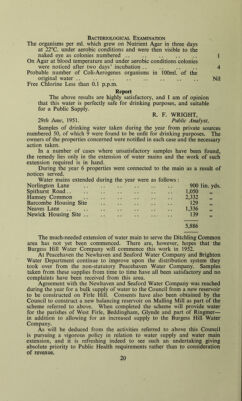 BACTERIOLOGICAL EXAMINATION
The organisms per ml. which grew on Nutrient Agar in three days
at 22°C. under aerobic conditions and were then visible to the
naked eye as colonies numbered .. .. .. .. 1
On Agar at blood temperature and under aerobic conditions colonies
were noticed after two days' incubation .. .. .. .. 4
Probable number of Coli-Aerogens organisms in 100ml. of the
original water .. .. .. .. .. .. Nil
Free Chlorine Less than 0.1 p.p.m.
Report
The above results are highly satisfactory, and I am of opinion
that this water is perfectly safe for drinking purposes, and suitable
for a Public Supply.
R. F. WRIGHT,
29th June, 1951. Public Analyst.
Samples of drinking water taken during the year from private sources
numbered 50, of which 9 were found to be unfit for drinking purposes. The
owners of the properties concerned were notified in each case and the necessary
action taken.
In a number of cases where unsatisfactory samples have been found,
the remedy lies only in the extension of water mains and the work of such
extension required is in hand.
During the year 6 properties were connected to the main as a result of
notices served.
Water mains extended during the year were as follows:
Norlington Lane .. .. .. .. .. 906 lin. yds.
Spithurst Road .. .. .. .. .. 1,050 "
Hamsey Common .. .. .. .. .. 2,332 "
Barcombe Housing Site .. .. .. .. 129 "
Neaves Lane .. .. .. .. .. 1,336 "
Newick Housing Site .. .. .. .. .. 139 "
5,886
The much-needed extension of water main to serve the Ditchling Common
area has not yet been commenced. There are, however, hopes that the
Burgess Hill Water Company will commence this work in 1952.
At Peacehaven the Newhaven and Seaford Water Company and Brighton
Water Department continue to improve upon the distribution system they
took over from the non-statutory Peacehaven Water Company. Samples
taken from these supplies from time to time have all been satisfactory and no
complaints have been received from this area.
Agreement with the Newhaven and Seaford Water Company was reached
during the year for a bulk supply of water to the Council from a new reservoir
to be constructed on Firle Hill. Consents have also been obtained by the
Council to construct a new balancing reservoir on Malling Hill as part of the
scheme referred to above. When completed the scheme will provide water
for the parishes of West Firle, Beddingham, Glynde and part of Ringmer—
in addition to allowing for an increased supply to the Burgess Hill Water
Company.
As will be deduced from the activities referred to above this Council
is pursuing a vigorous policy in relation to water supply and water main
extension, and it is refreshing indeed to see such an undertaking giving
absolute priority to Public Health requirements rather than to consideration
of revenue.
20